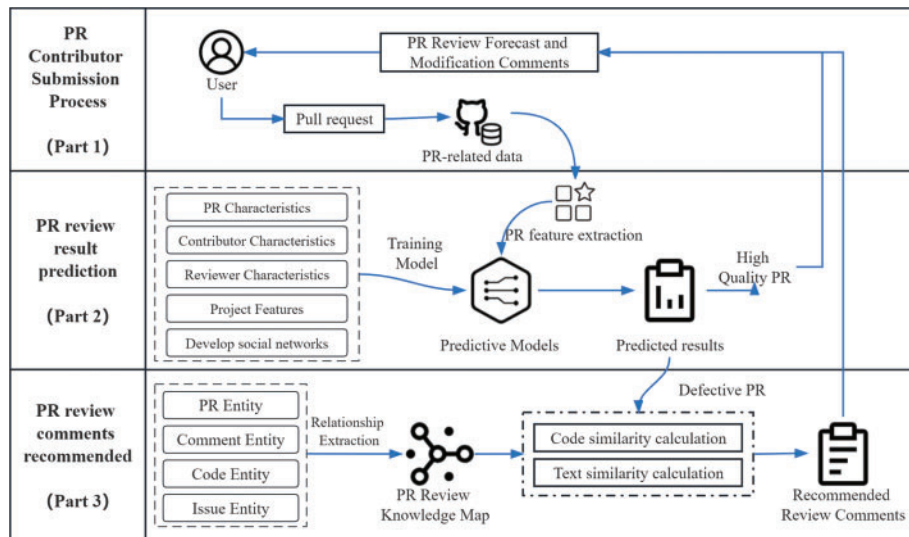 PR
Contributor
Submission
Process
(Part 1)
PR Review Forecast and
Modification Comments
User
Pull request
PR-related data
PR review
result
prediction
(Part 2)
PR Characteristics
Contributor Characteristics
Reviewer Characteristics
Project Features
Develop social networks
Training
Model
PR feature extraction
Predictive Models
Predicted results
High
Quality PR
PR review
comments
recommended
(Part 3)
PR Entity
Comment Entity
Code Entity
Issue Entity
Relationship
Extraction
PR Review
Knowledge Map
Defective PR
Code similarity calculation
Text similarity calculation
Recommended
Review Comments